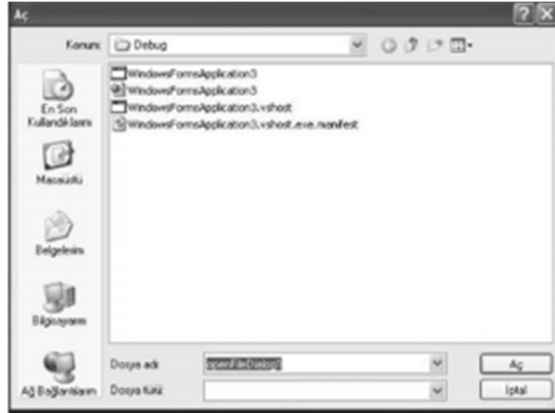 Aç
Konum: Debug
WindowsFormsApplication3
WindowsFormsApplication3
WindowsFormsApplication3.vshost
WindowsFormsApplication3.vshost.exe.manifest
En Son
Kullandıklarım
Masaüstü
Belgelerim
Bilgisayarım
Ağ Bağlantılarım
Dosya adı: openFileDialog1
Aç
Dosya türü:
İptal